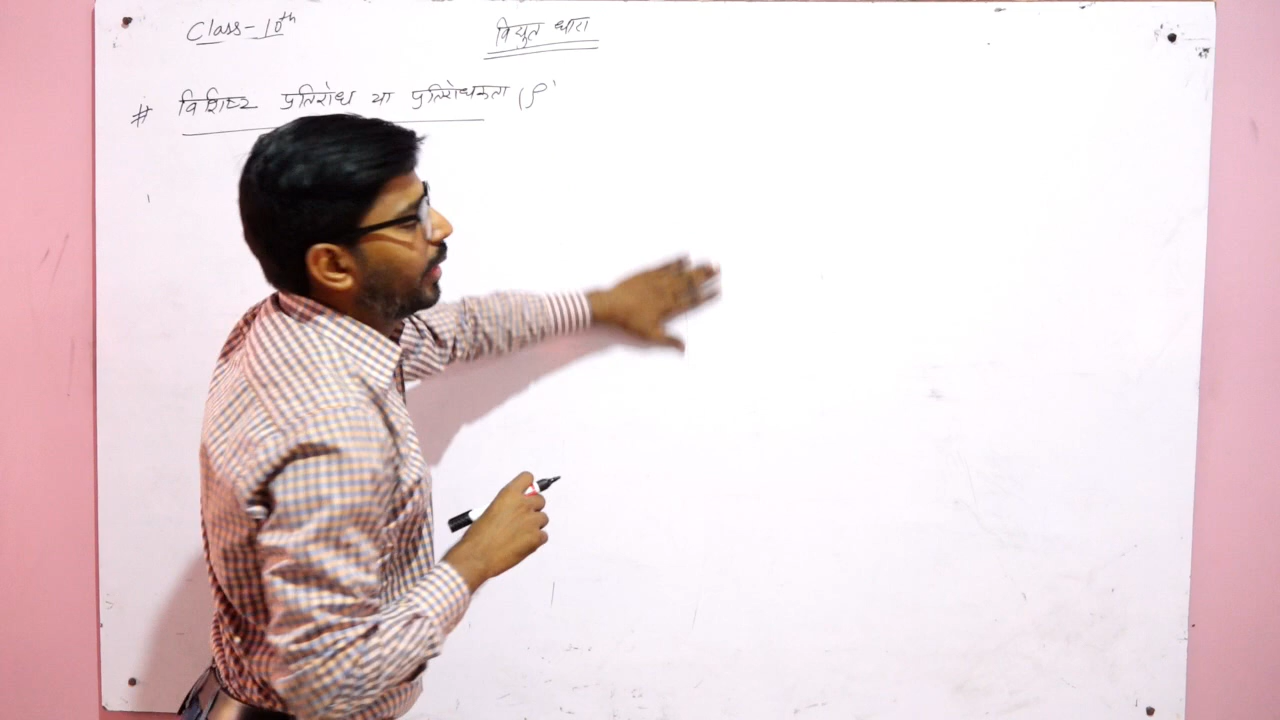 Class-10th
विद्युत धारा
# विशिष्ट प्रतिरोध या प्रतिरोधकता (ρ'